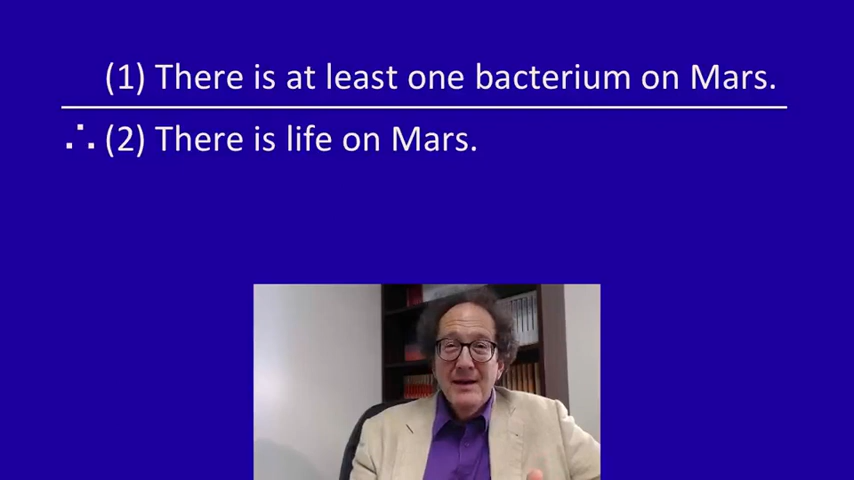 (1) There is at least one bacterium on Mars.
∴ (2) There is life on Mars.